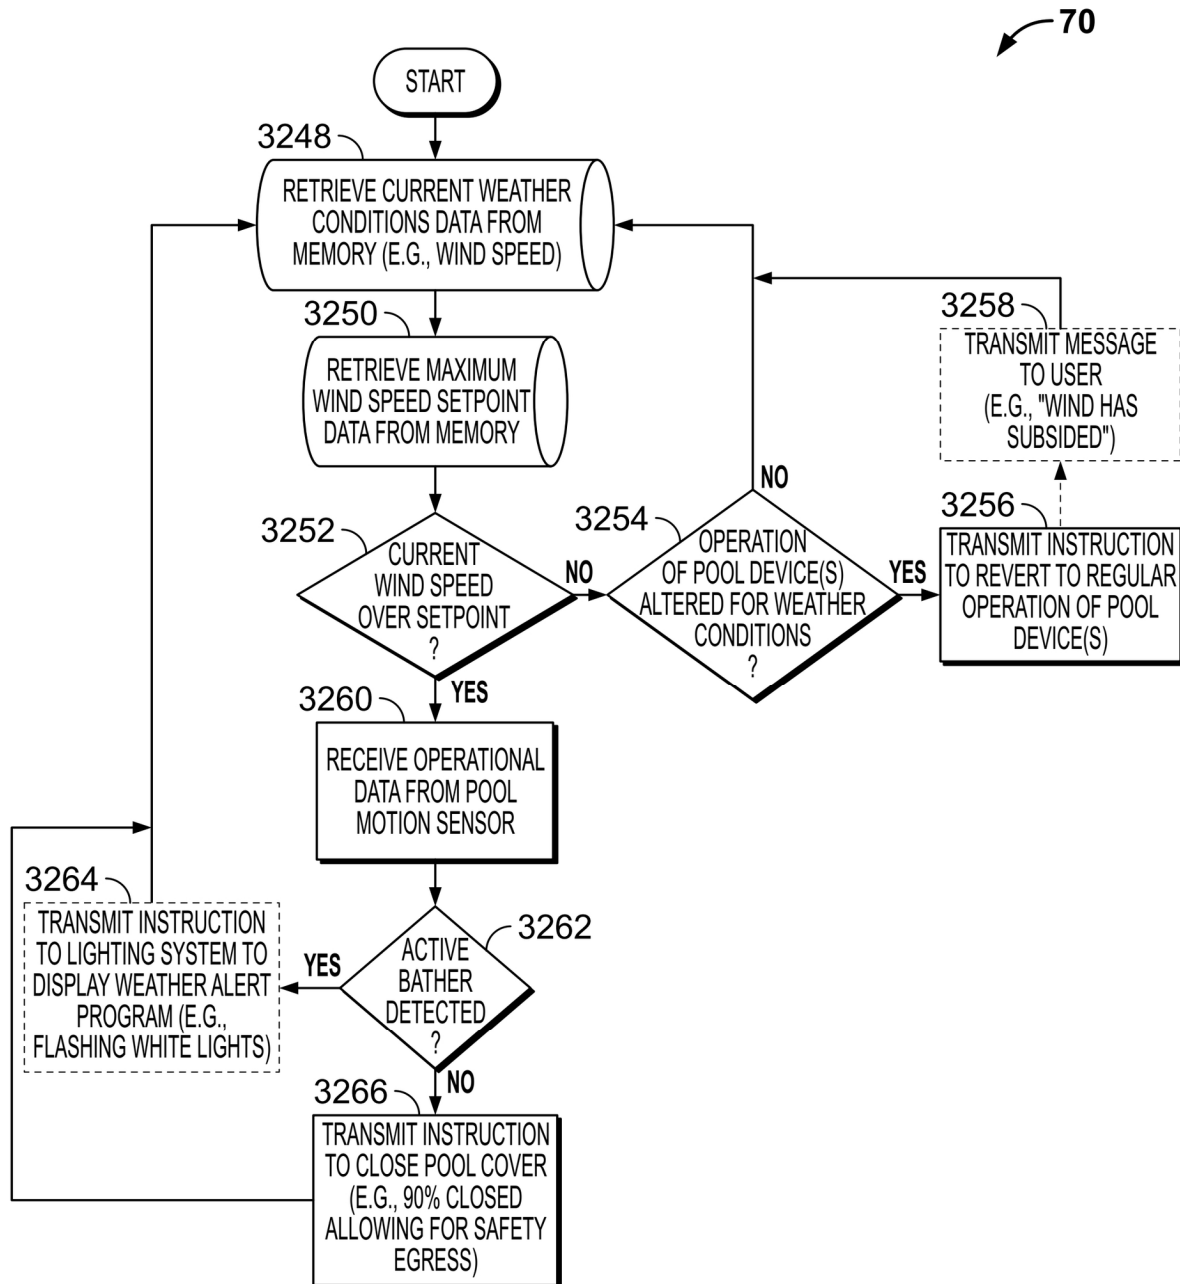 70
START
3248
RETRIEVE CURRENT WEATHER
CONDITIONS DATA FROM
MEMORY (E.G., WIND SPEED)
3250
RETRIEVE MAXIMUM
WIND SPEED SETPOINT
DATA FROM MEMORY
3252
CURRENT
WIND SPEED
OVER SETPOINT
?
NO
YES
3254
OPERATION
OF POOL DEVICE(S)
ALTERED FOR WEATHER
CONDITIONS
?
NO
YES
3256
TRANSMIT INSTRUCTION
TO REVERT TO REGULAR
OPERATION OF POOL
DEVICE(S)
3258
TRANSMIT MESSAGE
TO USER
(E.G., "WIND HAS
SUBSIDED")
3260
RECEIVE OPERATIONAL
DATA FROM POOL
MOTION SENSOR
3262
ACTIVE
BATHER
DETECTED
?
YES
NO
3264
TRANSMIT INSTRUCTION
TO LIGHTING SYSTEM TO
DISPLAY WEATHER ALERT
PROGRAM (E.G.,
FLASHING WHITE LIGHTS)
3266
TRANSMIT INSTRUCTION
TO CLOSE POOL COVER
(E.G., 90% CLOSED
ALLOWING FOR SAFETY
EGRESS)